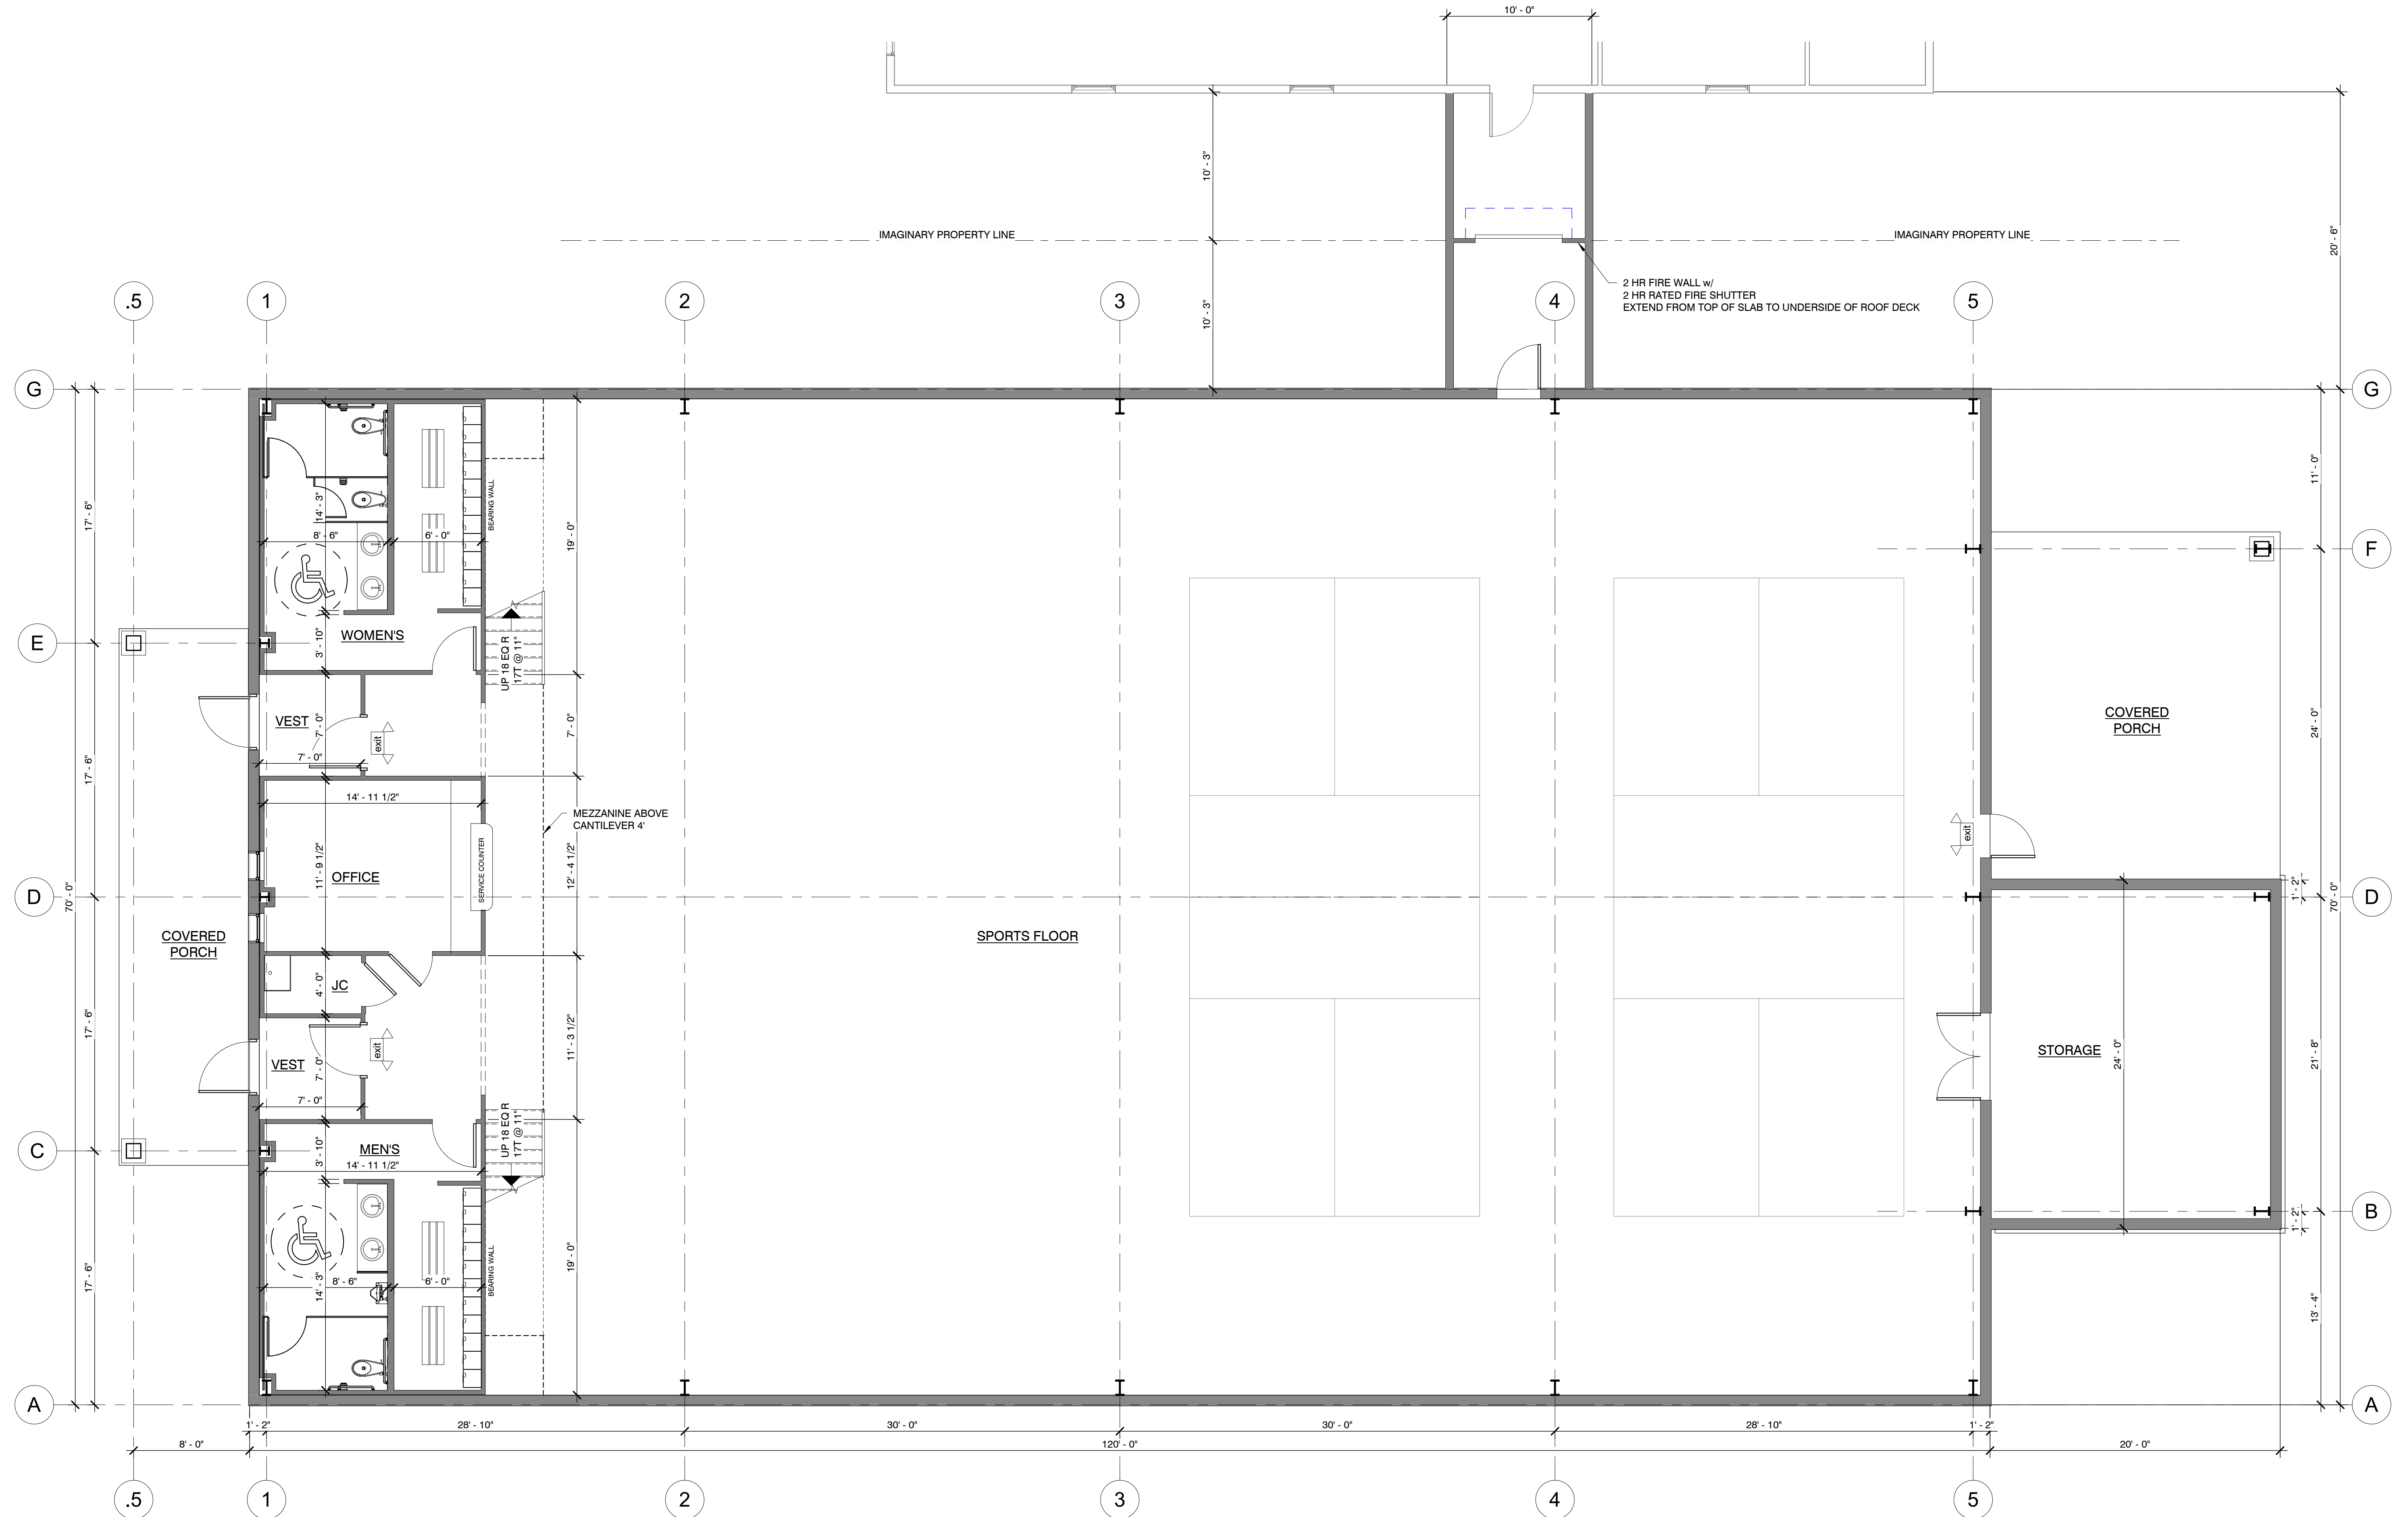 10' - 0"
10' - 3"
IMAGINARY PROPERTY LINE
IMAGINARY PROPERTY LINE
20' - 6"
2 HR FIRE WALL w/
2 HR RATED FIRE SHUTTER
EXTEND FROM TOP OF SLAB TO UNDERSIDE OF ROOF DECK
10' - 3"
.5
1
2
3
4
5
G
G
11' - 0"
17' - 6"
14' - 3"
BEARING WALL
19' - 0"
8' - 6"
6' - 0"
F
E
WOMEN'S
3' - 10"
UP 18 EQ R
17T @ 11"
VEST
7' - 0"
7' - 0"
exit
7' - 0"
17' - 6"
24' - 0"
COVERED
PORCH
14' - 11 1/2"
MEZZANINE ABOVE
CANTILEVER 4'
exit
SERVICE COUNTER
11' - 9 1/2"
OFFICE
12' - 4 1/2"
D
70' - 0"
D
1' - 2"
70' - 0"
COVERED
PORCH
SPORTS FLOOR
4' - 0"
JC
17' - 6"
11' - 3 1/2"
VEST
7' - 0"
7' - 0"
exit
STORAGE
24' - 0"
21' - 8"
UP 18 EQ R
17T @ 11"
C
MEN'S
3' - 10"
14' - 11 1/2"
B
1' - 2"
17' - 6"
14' - 3"
8' - 6"
6' - 0"
BEARING WALL
19' - 0"
13' - 4"
A
A
1' - 2"
28' - 10"
30' - 0"
30' - 0"
28' - 10"
1' - 2"
8' - 0"
120' - 0"
20' - 0"
.5
1
2
3
4
5